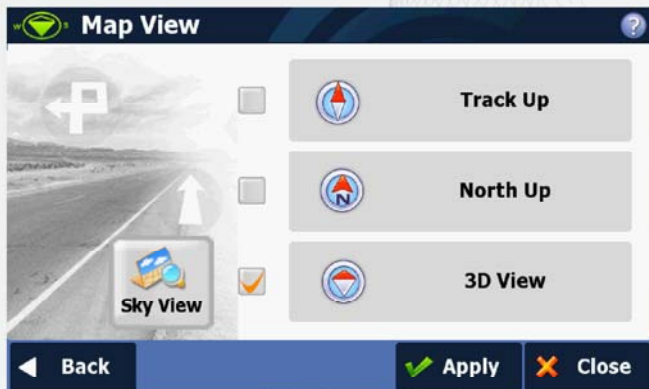 W S Map View ?
Track Up
N North Up
3D View
Sky View
Back Apply Close